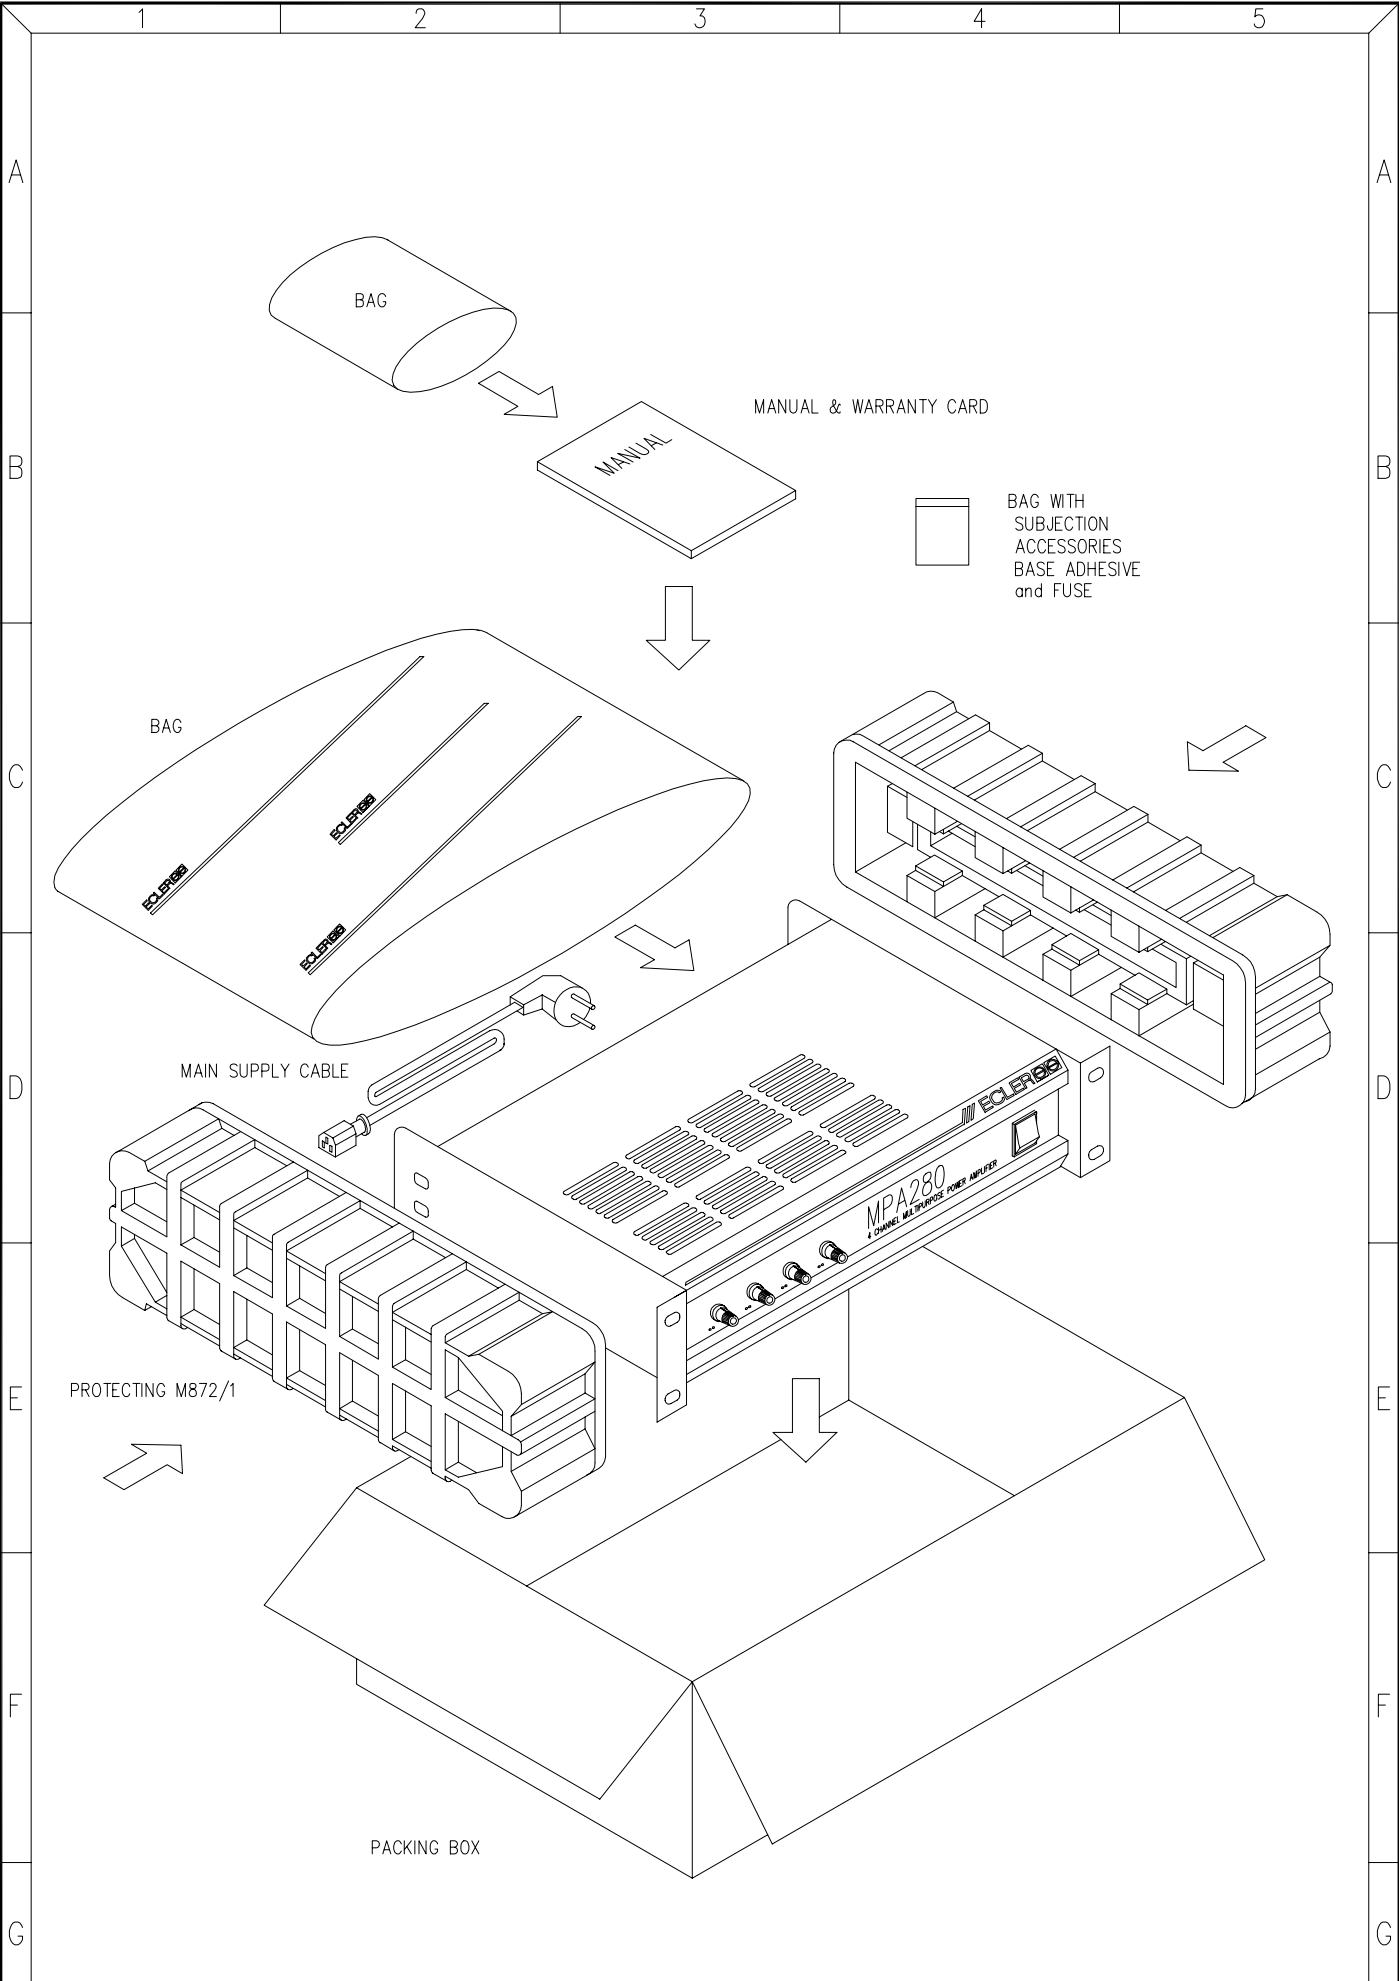 1 2 3 4 5
A A
BAG
MANUAL & WARRANTY CARD
MANUAL
B B
BAG WITH
SUBJECTION
ACCESSORIES
BASE ADHESIVE
and FUSE
BAG
C C
ECLER
ECLER
ECLER
MAIN SUPPLY CABLE
D D
ECLER
MPA280
4 CHANNEL MULTIPURPOSE POWER AMPLIFIER
PROTECTING M872/1
E E
F F
PACKING BOX
G G